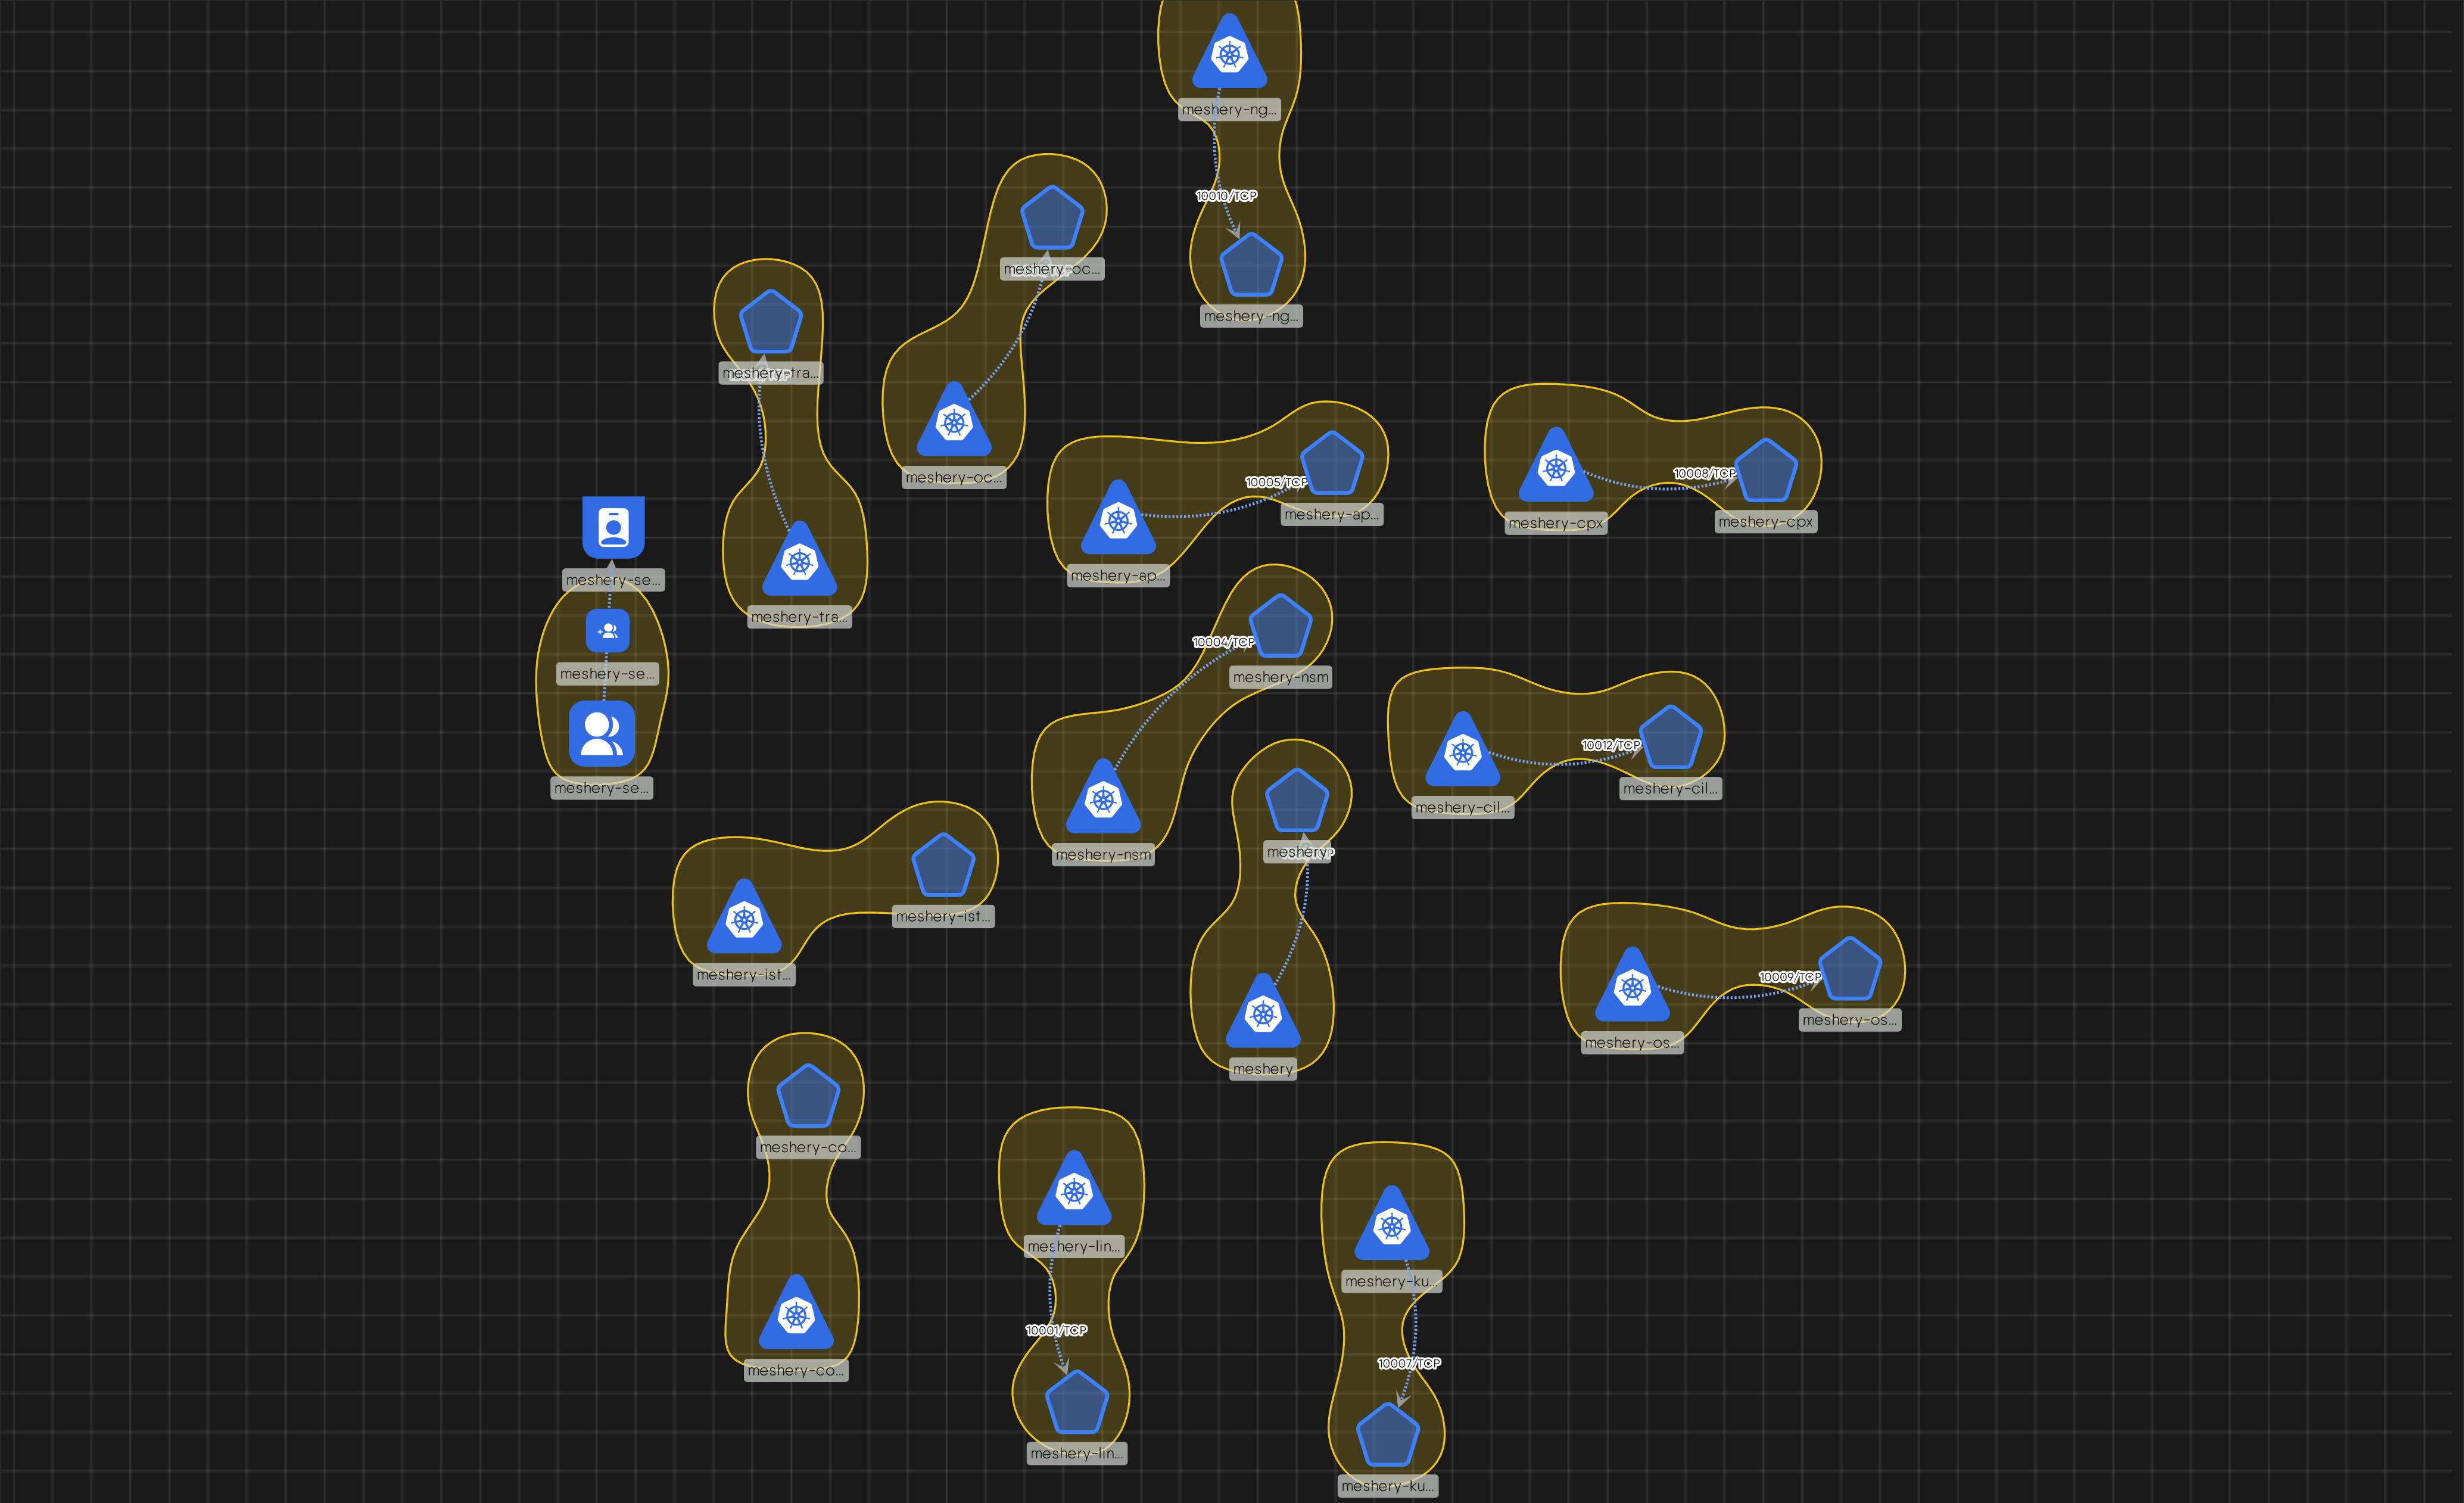 meshery-ng...
10010/TCP
meshery-oc...
meshery-ng...
meshery-tra...
meshery-oc...
10005/TCP
meshery-ap...
10008/TCP
meshery-cpx
meshery-cpx
meshery-ap...
meshery-se...
meshery-tra...
10004/TCP
meshery-se...
meshery-nsm
10012/TCP
meshery-se...
meshery-cil...
meshery-cil...
meshery
meshery-nsm
meshery-ist...
meshery-ist...
10009/TCP
meshery-os...
meshery-os...
meshery
meshery-co...
meshery-lin...
meshery-ku...
10001/TCP
10007/TCP
meshery-co...
meshery-lin...
meshery-ku...